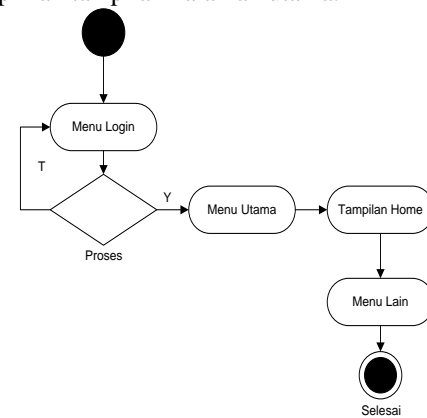 Menu Login
T
Y
Menu Utama
Tampilan Home
Proses
Menu Lain
Selesai